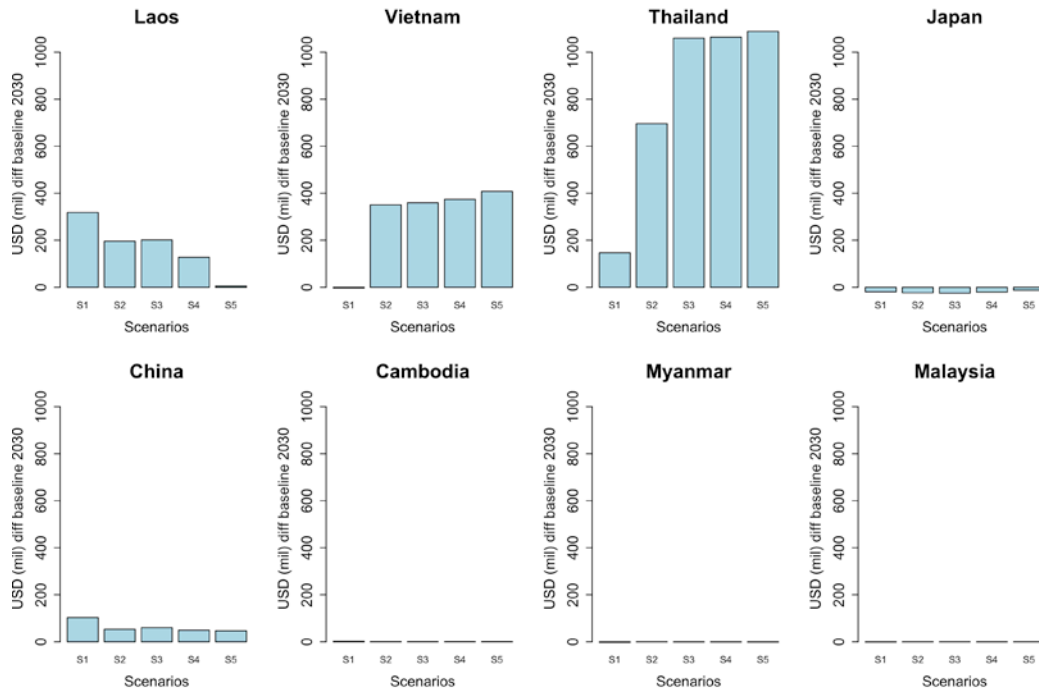 Laos
USD (mil) diff baseline 2030
1000
800
600
400
200
0
S1 S2 S3 S4 S5
Scenarios
Vietnam
USD (mil) diff baseline 2030
1000
800
600
400
200
0
S1 S2 S3 S4 S5
Scenarios
Thailand
USD (mil) diff baseline 2030
1000
800
600
400
200
0
S1 S2 S3 S4 S5
Scenarios
Japan
USD (mil) diff baseline 2030
1000
800
600
400
200
0
S1 S2 S3 S4 S5
Scenarios
China
USD (mil) diff baseline 2030
1000
800
600
400
200
0
S1 S2 S3 S4 S5
Scenarios
Cambodia
USD (mil) diff baseline 2030
1000
800
600
400
200
0
S1 S2 S3 S4 S5
Scenarios
Myanmar
USD (mil) diff baseline 2030
1000
800
600
400
200
0
S1 S2 S3 S4 S5
Scenarios
Malaysia
USD (mil) diff baseline 2030
1000
800
600
400
200
0
S1 S2 S3 S4 S5
Scenarios